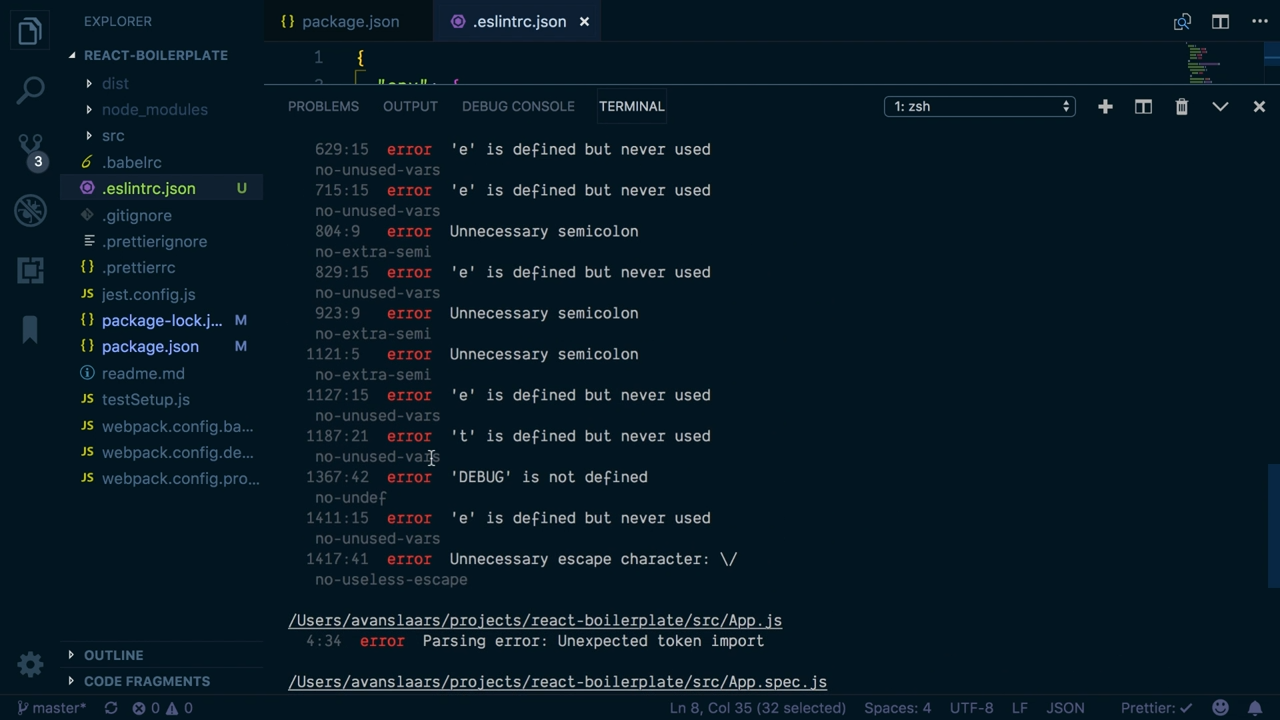 EXPLORER
{} package.json
.eslintrc.json ×
REACT-BOILERPLATE
1 {
dist
node_modules
src
.babelrc
.eslintrc.json U
.gitignore
.prettierignore
{} .prettierrc
JS jest.config.js
{} package-lock.j... M
{} package.json M
readme.md
JS testSetup.js
JS webpack.config.ba...
JS webpack.config.de...
JS webpack.config.pro...
3
OUTLINE
CODE FRAGMENTS
PROBLEMS OUTPUT DEBUG CONSOLE TERMINAL 1: zsh
629:15 error 'e' is defined but never used
no-unused-vars
715:15 error 'e' is defined but never used
no-unused-vars
804:9 error Unnecessary semicolon
no-extra-semi
829:15 error 'e' is defined but never used
no-unused-vars
923:9 error Unnecessary semicolon
no-extra-semi
1121:5 error Unnecessary semicolon
no-extra-semi
1127:15 error 'e' is defined but never used
no-unused-vars
1187:21 error 't' is defined but never used
no-unused-vars
1367:42 error 'DEBUG' is not defined
no-undef
1411:15 error 'e' is defined but never used
no-unused-vars
1417:41 error Unnecessary escape character: \/
no-useless-escape
/Users/avanslaars/projects/react-boilerplate/src/App.js
4:34 error Parsing error: Unexpected token import
/Users/avanslaars/projects/react-boilerplate/src/App.spec.js
master* 0 0 Ln 8, Col 35 (32 selected) Spaces: 4 UTF-8 LF JSON Prettier: ✓